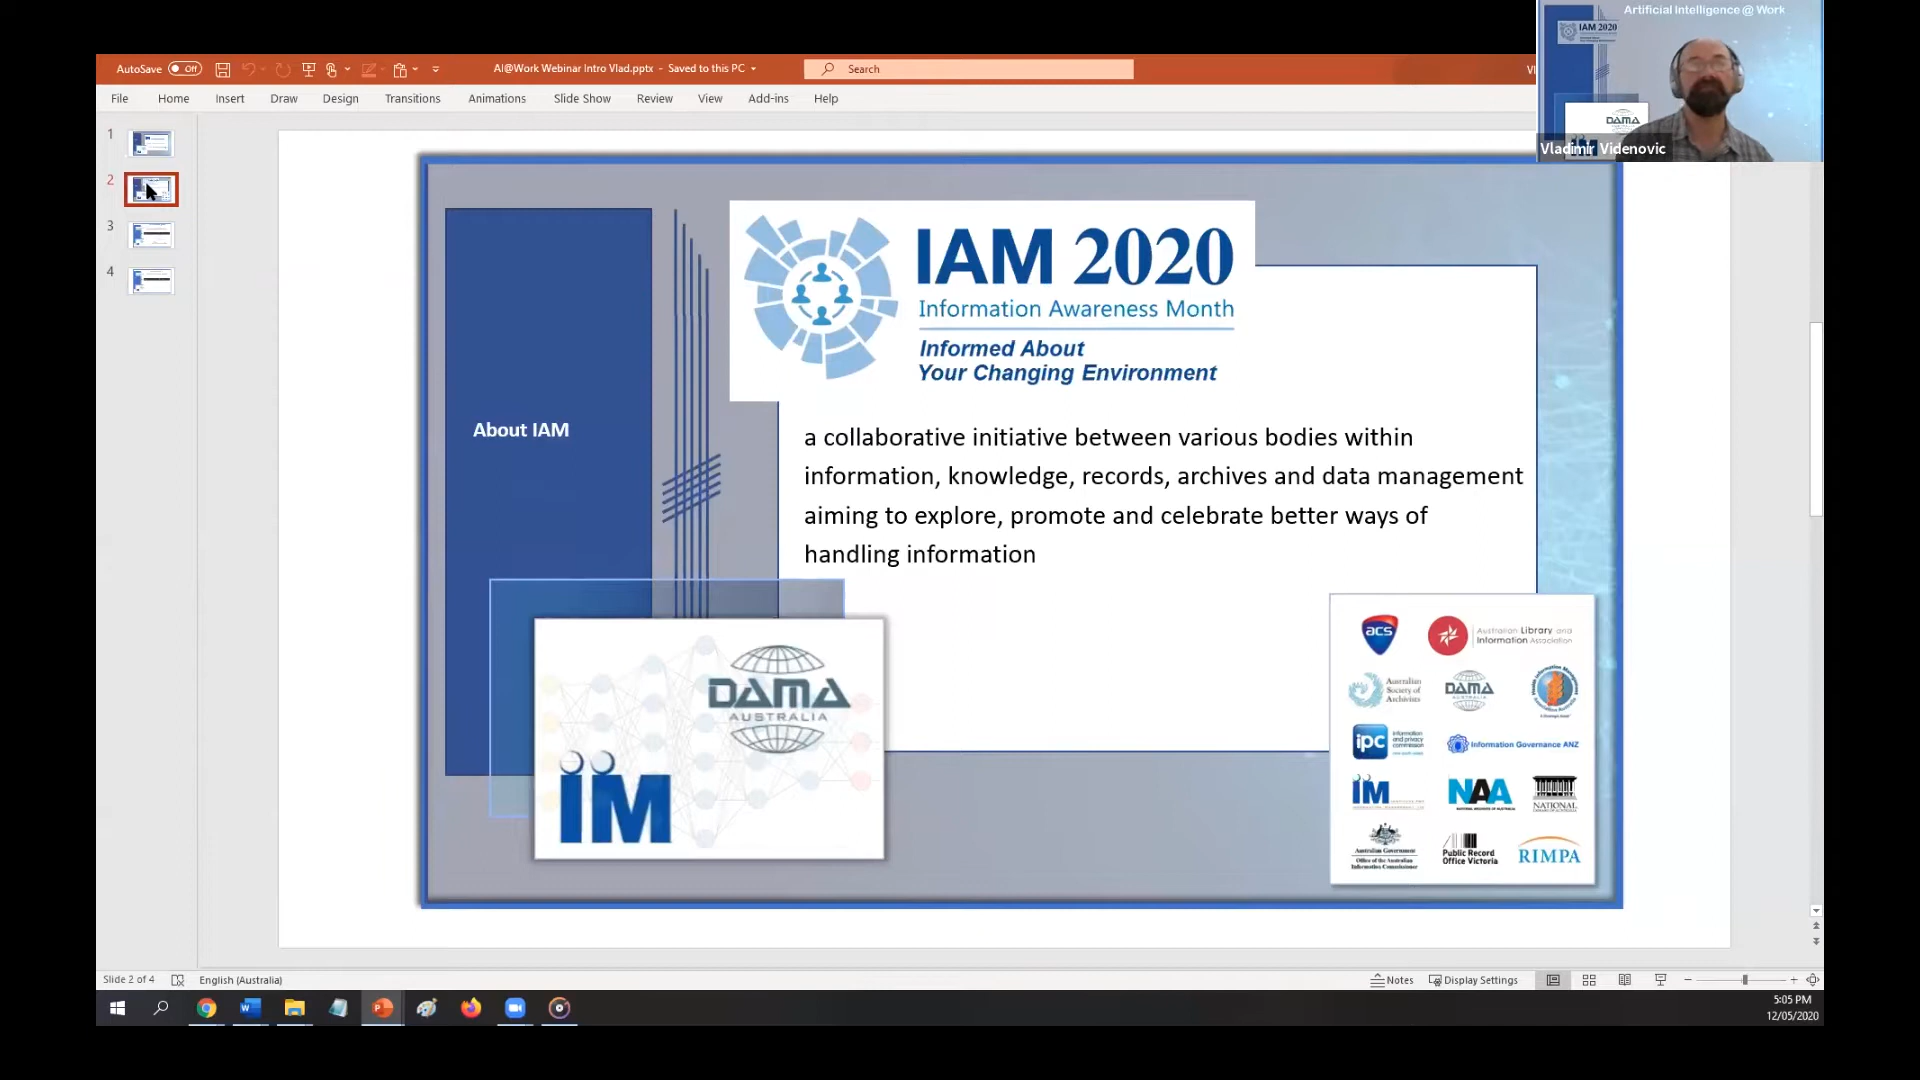 Artificial Intelligence @ Work
IAM 2020
DAMA
Vladimir Videnovic
AutoSave Off
AI@Work Webinar Intro Vlad.pptx - Saved to this PC
Search
File Home Insert Draw Design Transitions Animations Slide Show Review View Add-ins Help
1
2
3
4
IAM 2020
Information Awareness Month
Informed About
Your Changing Environment
About IAM
a collaborative initiative between various bodies within
information, knowledge, records, archives and data management
aiming to explore, promote and celebrate better ways of
handling information
DAMA
AUSTRALIA
iM
acs
Australian Library and
Information Association
Australian
Society of
Archivists
DAMA
AUSTRALIA
ipc
information
and privacy
commission
Information Governance ANZ
iM
NAA
NATIONAL ARCHIVES OF AUSTRALIA
NATIONAL
Australian Government
Office of the Australian
Information Commissioner
Public Record
Office Victoria
RIMPA
Slide 2 of 4
English (Australia)
Notes
Display Settings
5:05 PM
12/05/2020